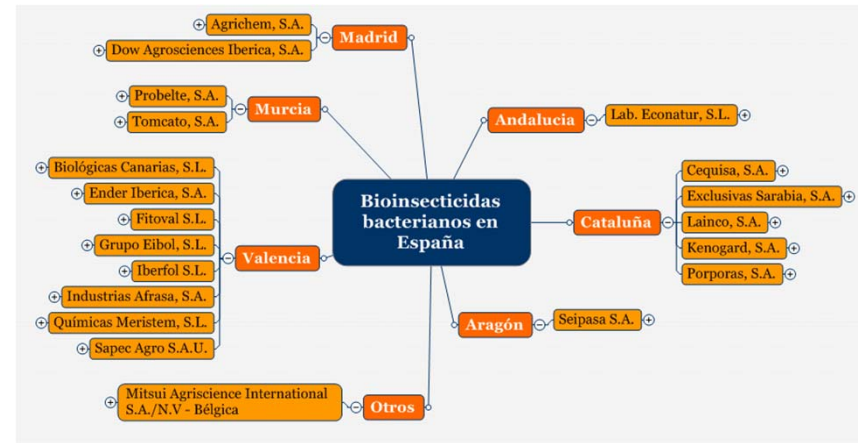 Bioinsecticidas
bacterianos en
España
Madrid
Agrichem, S.A.
Dow Agrosciences Iberica, S.A.
Murcia
Probelte, S.A.
Tomcato, S.A.
Valencia
Biológicas Canarias, S.L.
Ender Iberica, S.A.
Fitoval S.L.
Grupo Eibol, S.L.
Iberfol S.L.
Industrias Afrasa, S.A.
Químicas Meristem, S.L.
Sapec Agro S.A.U.
Otros
Mitsui Agriscience International
S.A./N.V - Bélgica
Andalucia
Lab. Econatur, S.L.
Cataluña
Cequisa, S.A.
Exclusivas Sarabia, S.A.
Lainco, S.A.
Kenogard, S.A.
Porporas, S.A.
Aragón
Seipasa S.A.